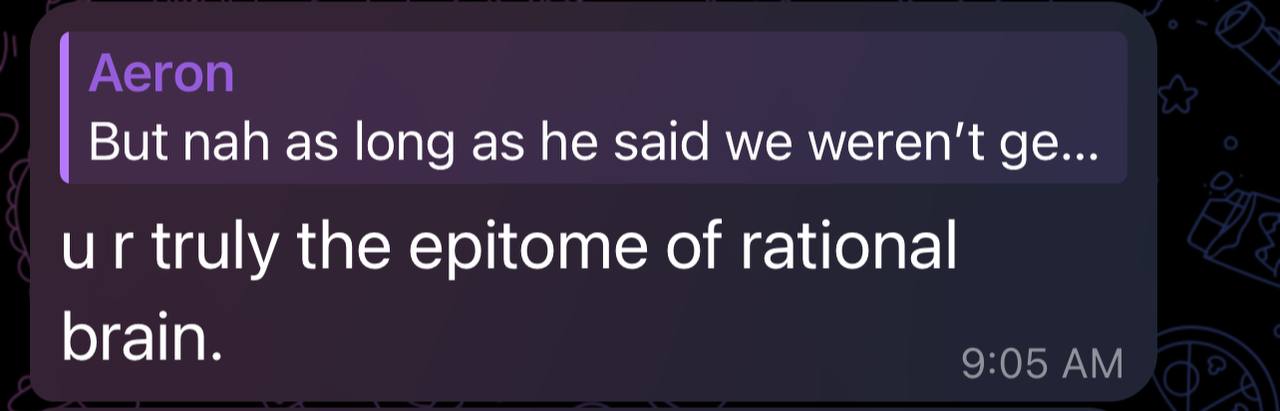 Aeron
But nah as long as he said we weren’t ge...
u r truly the epitome of rational
brain.
9:05 AM